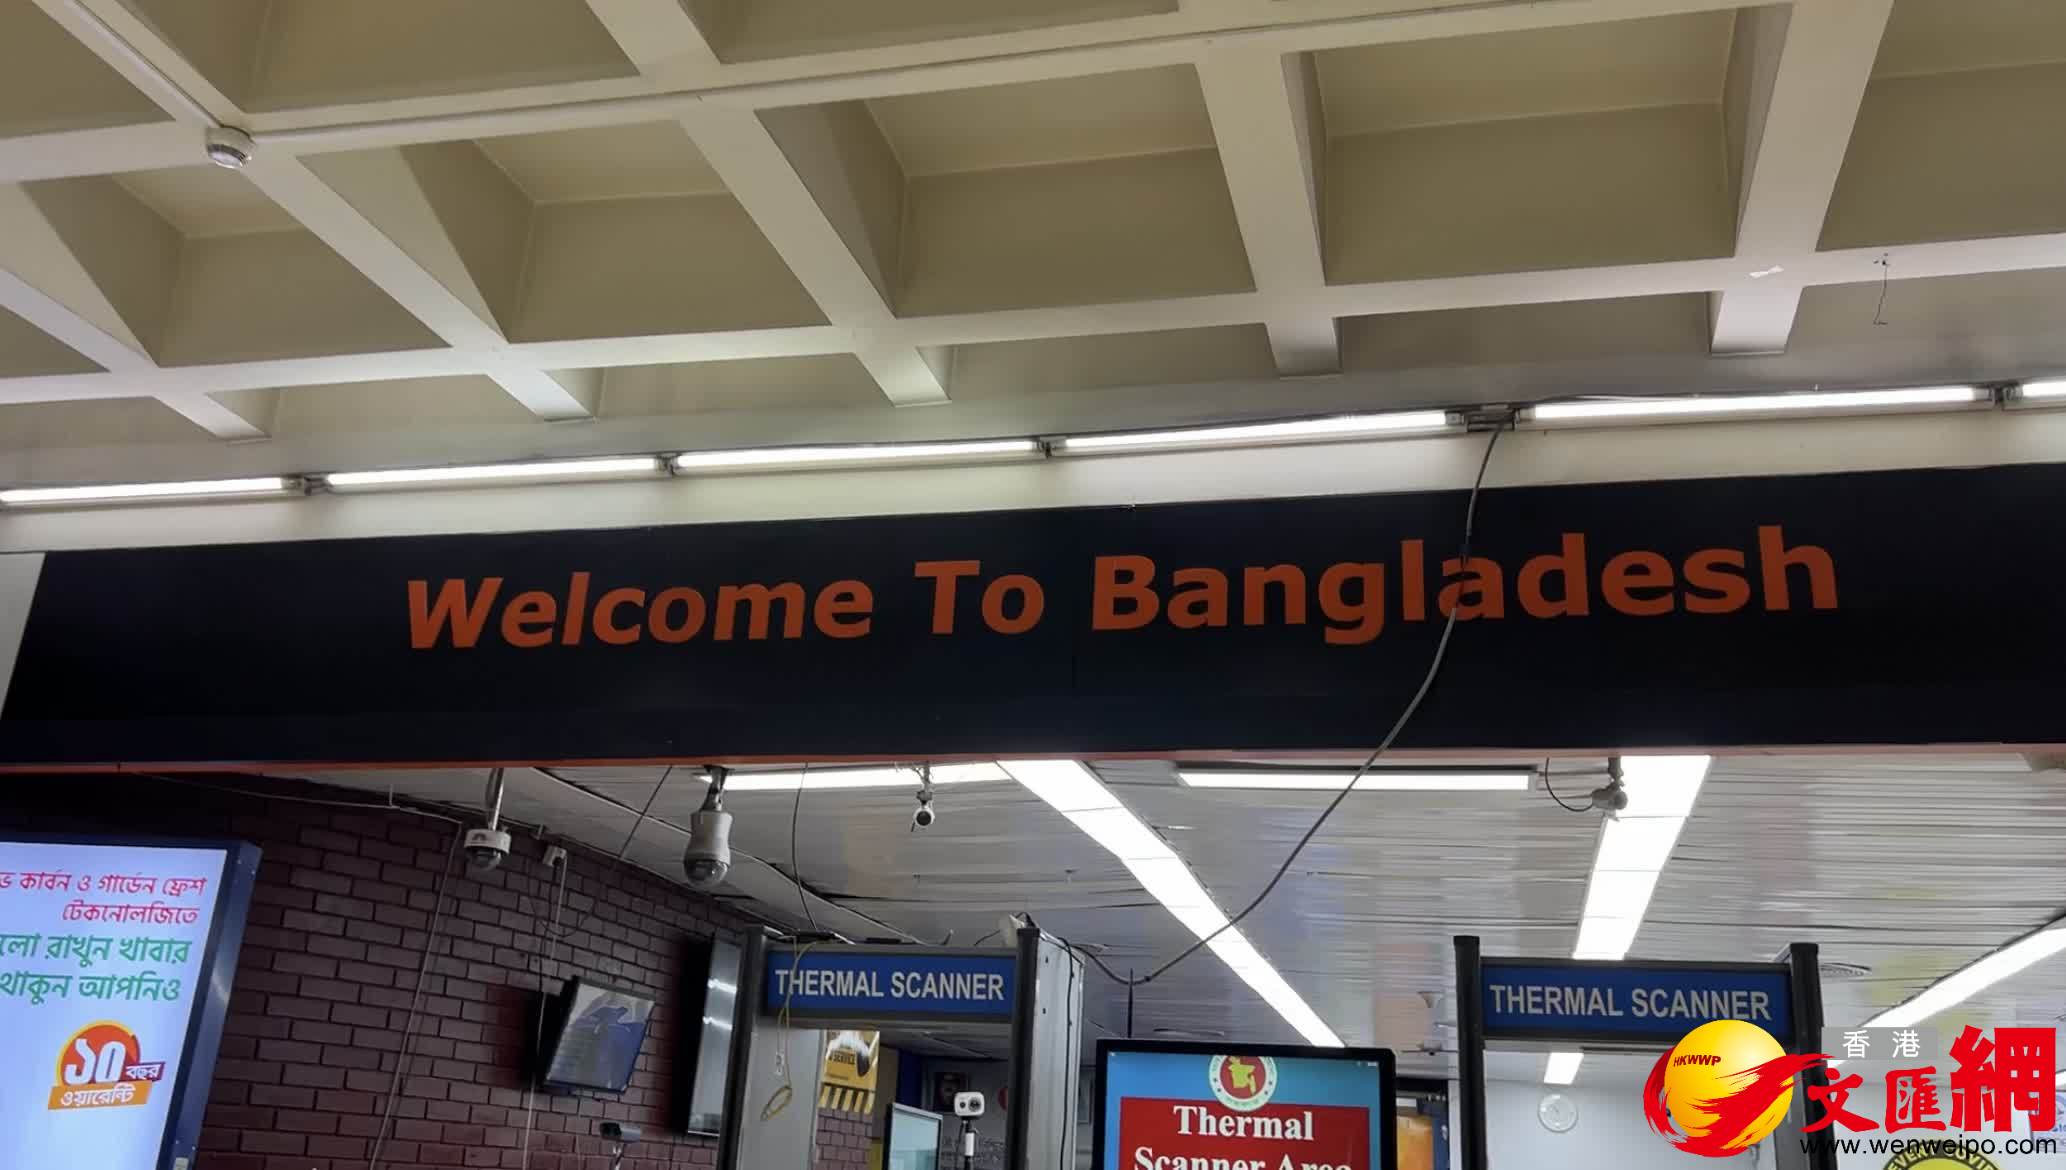 Welcome To Bangladesh
কার্বন ও গার্ডেন ফ্রেশ
টেকনোলজিতে
রাখুন খাবার
থাকুন আপনিও
১০ বছর
ওয়ারেন্টি
THERMAL SCANNER
THERMAL SCANNER
Thermal
Scanner Area
HKWWP
香港
文匯網
www.wenweipo.com